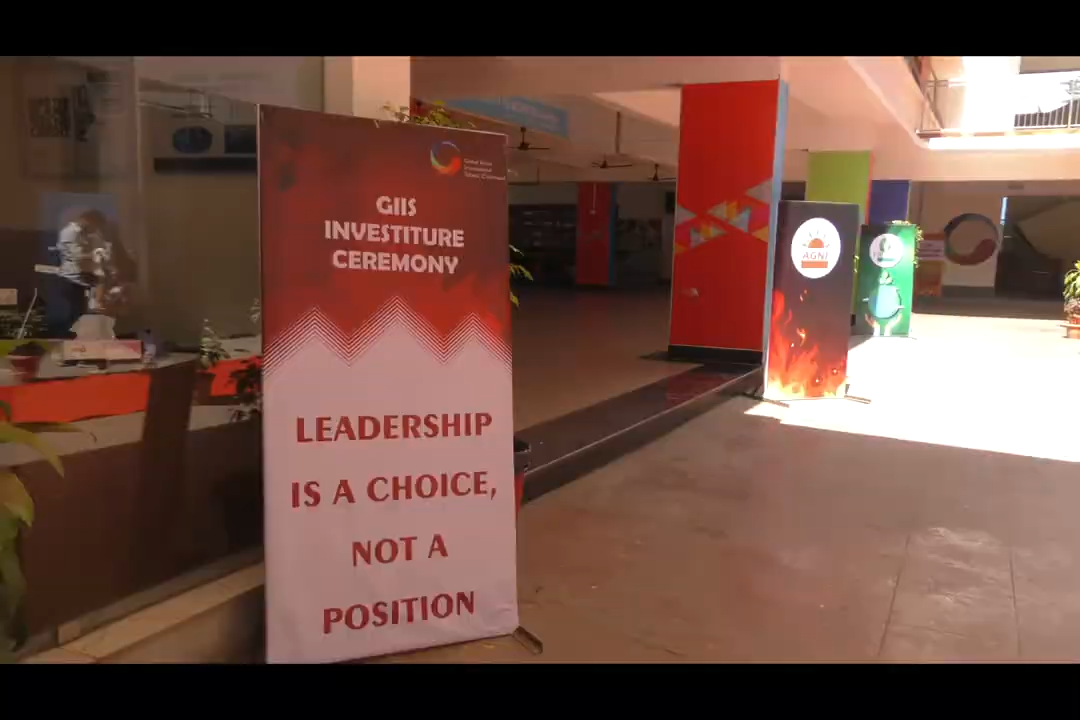 GIIS
INVESTITURE
CEREMONY
LEADERSHIP
IS A CHOICE,
NOT A
POSITION
AGNI